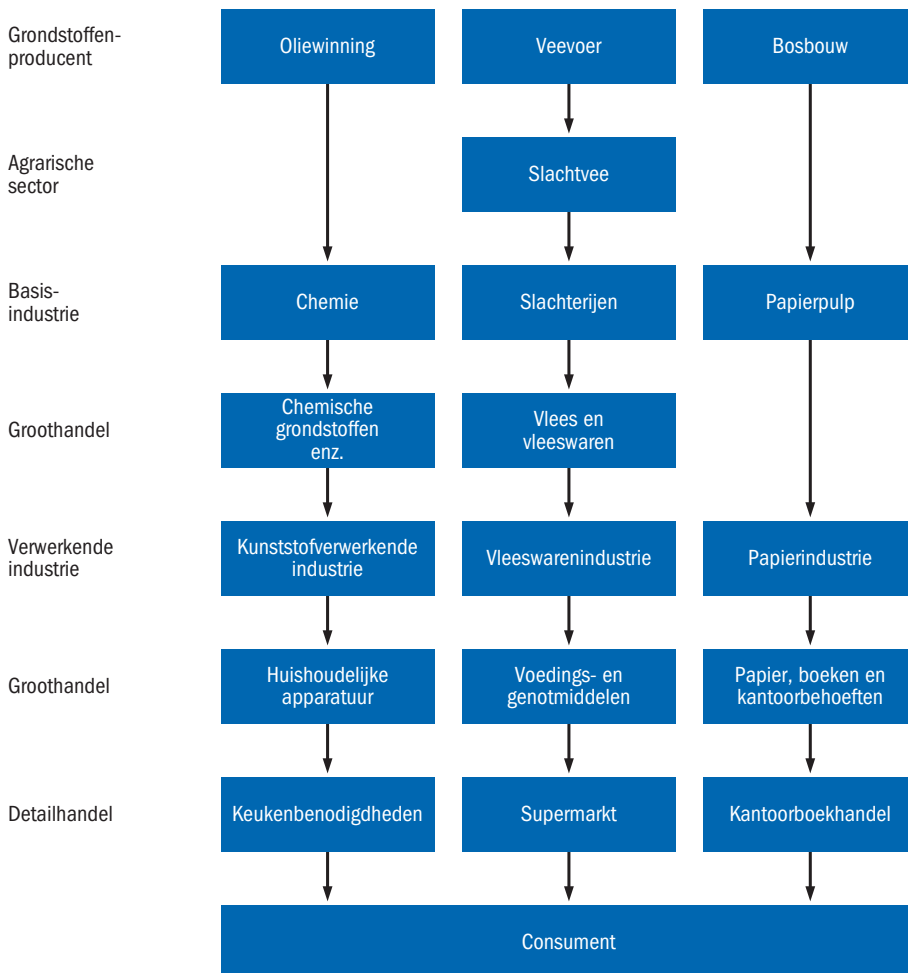 Grondstoffen-
producent
Oliewinning
Veevoer
Bosbouw
Agrarische
sector
Slachtvee
Basis-
industrie
Chemie
Slachterijen
Papierpulp
Groothandel
Chemische
grondstoffen
enz.
Vlees en
vleeswaren
Verwerkende
industrie
Kunststofverwerkende
industrie
Vleeswarenindustrie
Papierindustrie
Groothandel
Huishoudelijke
apparatuur
Voedings- en
genotmiddelen
Papier, boeken en
kantoorbehoeften
Detailhandel
Keukenbenodigdheden
Supermarkt
Kantoorboekhandel
Consument